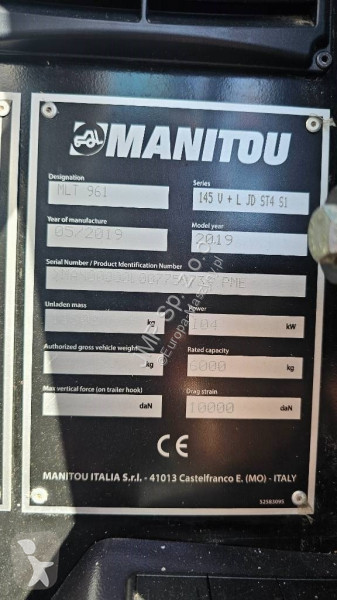 MANITOU
Designation Series
MLT 961 145 V + L JD ST4 S1
Year of manufacture Model year
05/2019 2019
Serial Number / Product Identification Number
RME
Unladen mass Power
kg 104 kW
Authorized gross vehicle weight Rated capacity
kg 6000 kg
Max vertical force (on trailer hook) Drag strain
daN 10000 daN
CE
MANITOU ITALIA S.r.l. - 41013 Castelfranco E. (MO) - ITALY
52583095